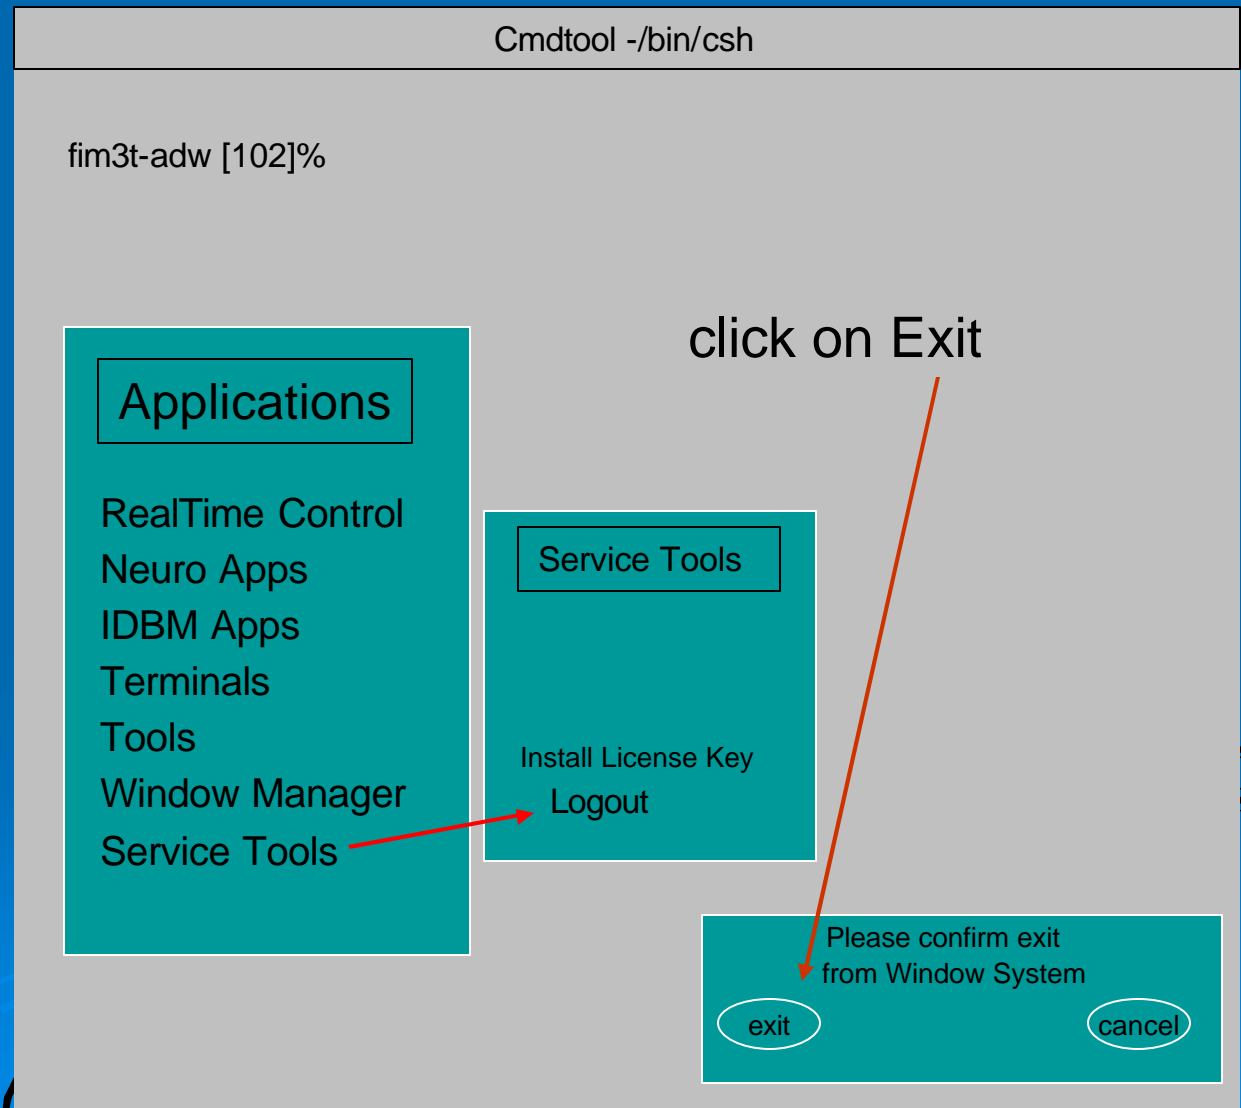 Cmdtool -/bin/csh
fim3t-adw [102]%
click on Exit
Applications
RealTime Control
Neuro Apps
IDBM Apps
Terminals
Tools
Window Manager
Service Tools
Service Tools
Install License Key
Logout
Please confirm exit
from Window System
exit
cancel